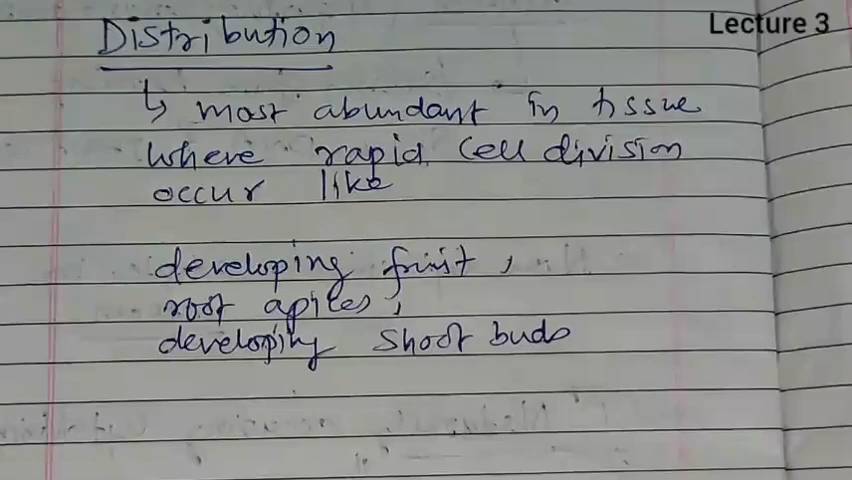 Lecture 3
Distribution
↳ most abundant in tissue
where rapid cell division
occur like
developing fruit,
root apices,
developing shoot buds